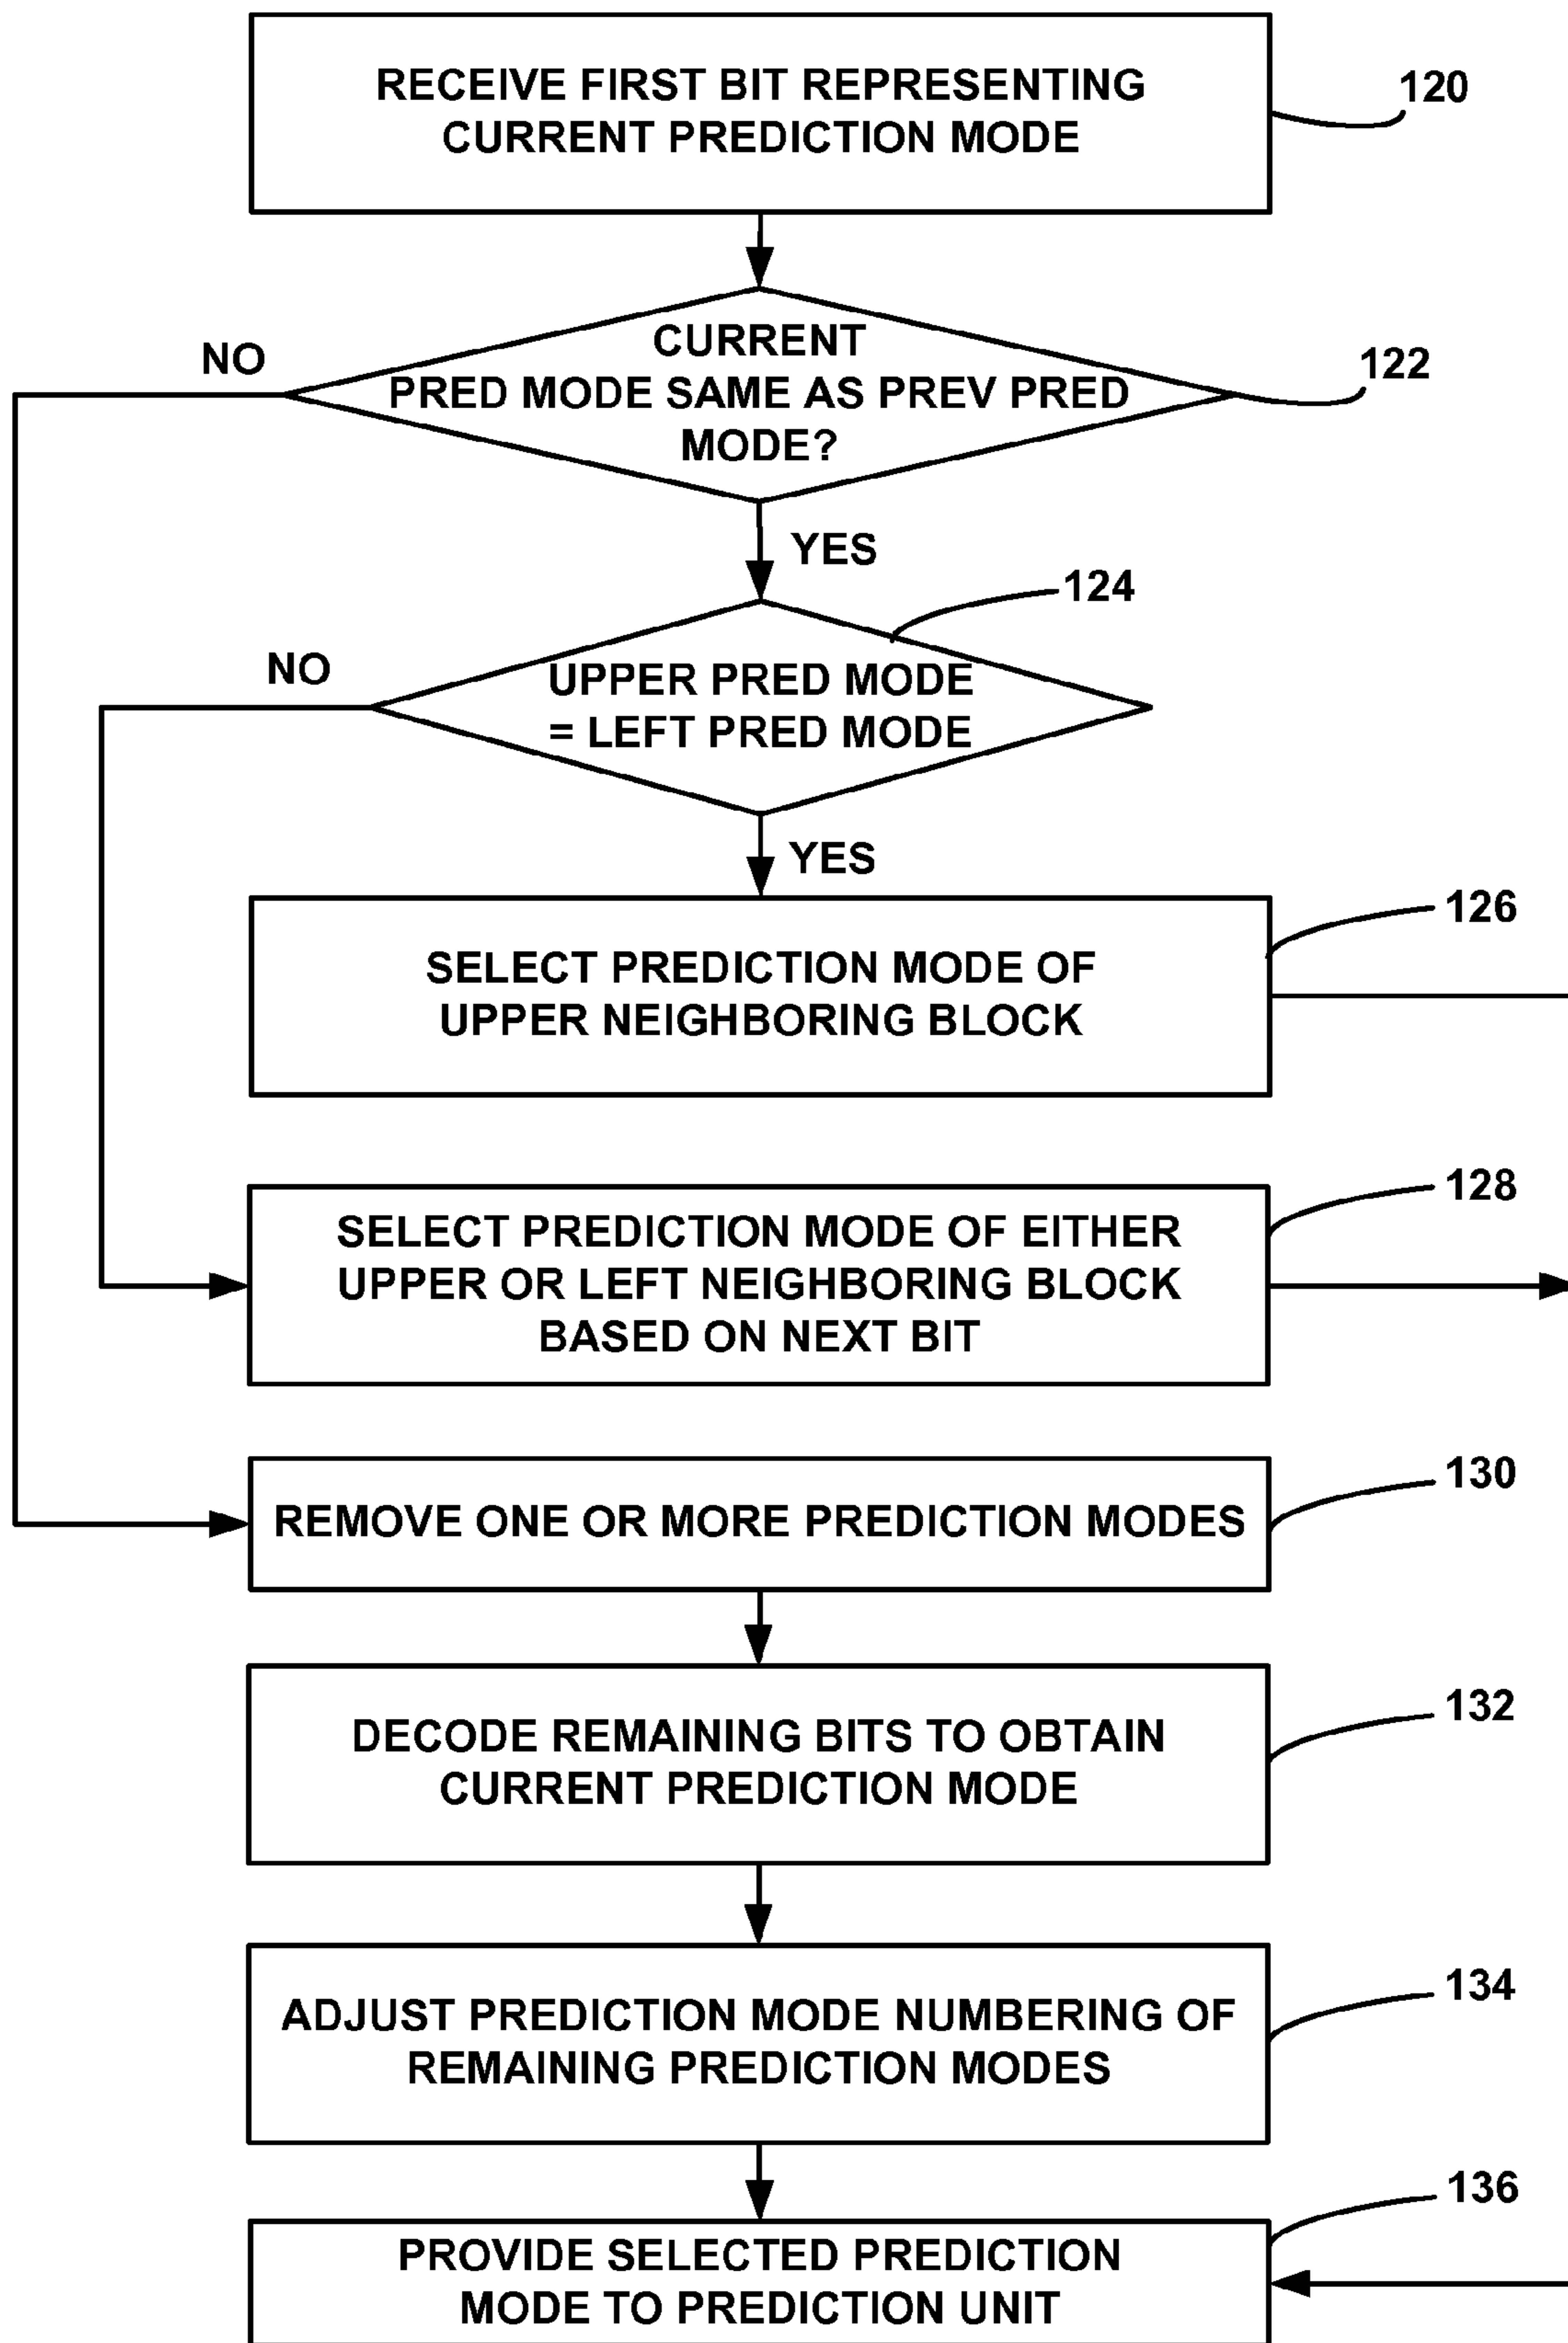 RECEIVE FIRST BIT REPRESENTING
CURRENT PREDICTION MODE
120
NO
CURRENT
PRED MODE SAME AS PREV PRED
MODE?
122
YES
124
NO
UPPER PRED MODE
= LEFT PRED MODE
YES
126
SELECT PREDICTION MODE OF
UPPER NEIGHBORING BLOCK
128
SELECT PREDICTION MODE OF EITHER
UPPER OR LEFT NEIGHBORING BLOCK
BASED ON NEXT BIT
130
REMOVE ONE OR MORE PREDICTION MODES
132
DECODE REMAINING BITS TO OBTAIN
CURRENT PREDICTION MODE
134
ADJUST PREDICTION MODE NUMBERING OF
REMAINING PREDICTION MODES
136
PROVIDE SELECTED PREDICTION
MODE TO PREDICTION UNIT